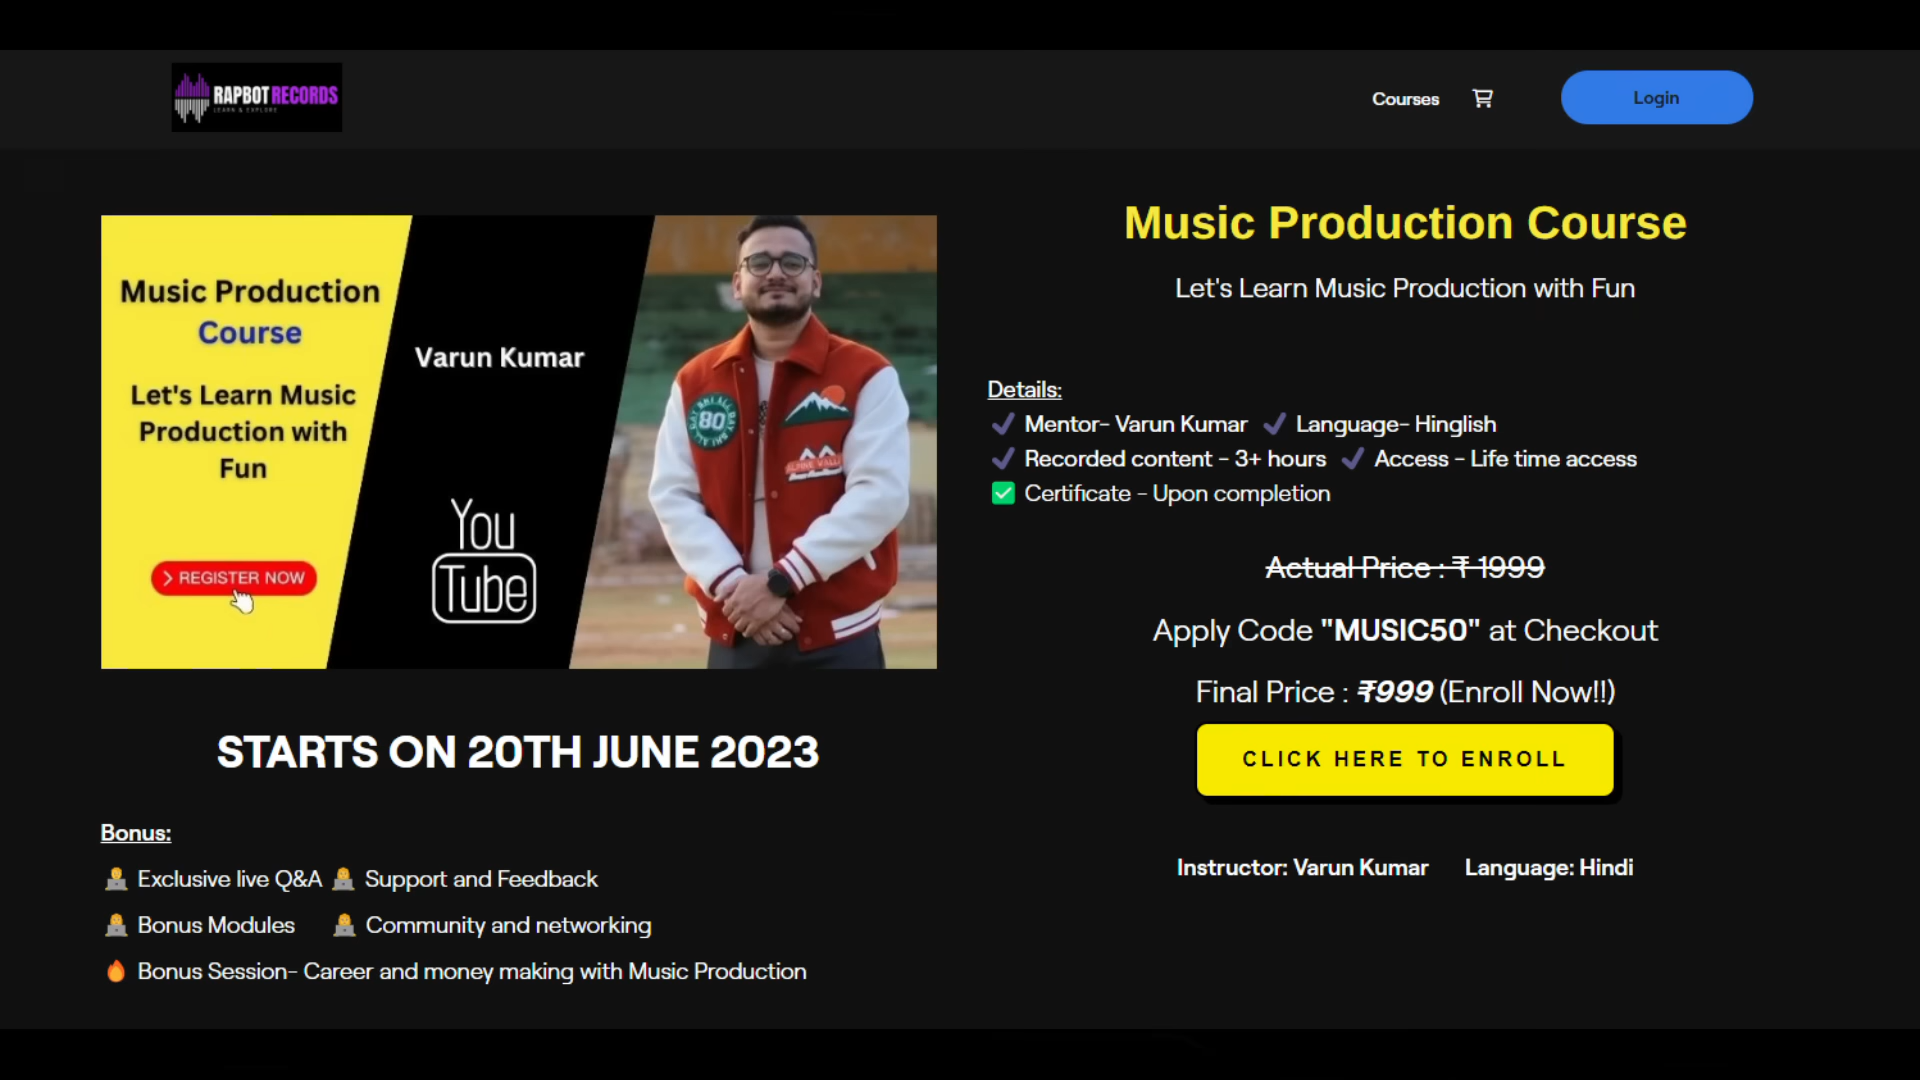 RAPBOT RECORDS
LEARN & EXPLORE
Courses
Login
Music Production
Course
Let's Learn Music
Production with
Fun
> REGISTER NOW
Varun Kumar
You
Tube
80
STARTS ON 20TH JUNE 2023
Bonus:
Exclusive live Q&A Support and Feedback
Bonus Modules Community and networking
Bonus Session- Career and money making with Music Production
Music Production Course
Let's Learn Music Production with Fun
Details:
✔ Mentor- Varun Kumar ✔ Language- Hinglish
✔ Recorded content - 3+ hours ✔ Access - Life time access
✅ Certificate - Upon completion
Actual Price : ₹ 1999
Apply Code "MUSIC50" at Checkout
Final Price : ₹999 (Enroll Now!!)
CLICK HERE TO ENROLL
Instructor: Varun Kumar Language: Hindi